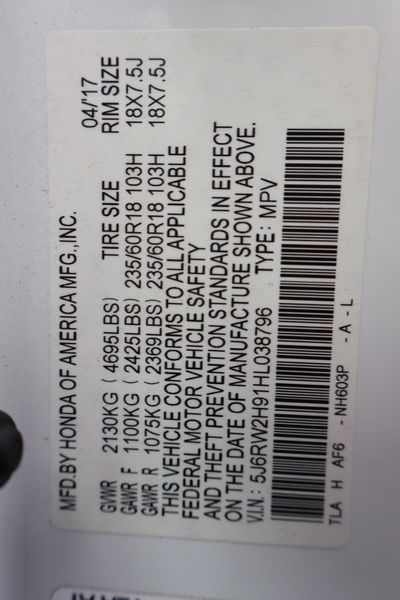 MFD.BY HONDA OF AMERICA MFG.,INC. 04/'17
GVWR 2130KG ( 4695LBS) TIRE SIZE RIM SIZE
GAWR F 1100KG ( 2425LBS) 235/60R18 103H 18X7.5J
GAWR R 1075KG ( 2369LBS) 235/60R18 103H 18X7.5J
THIS VEHICLE CONFORMS TO ALL APPLICABLE
FEDERAL MOTOR VEHICLE SAFETY
AND THEFT PREVENTION STANDARDS IN EFFECT
ON THE DATE OF MANUFACTURE SHOWN ABOVE.
V.I.N: 5J6RW2H91HL038796 TYPE: MPV
TLA H AF6 - NH603P - A - L